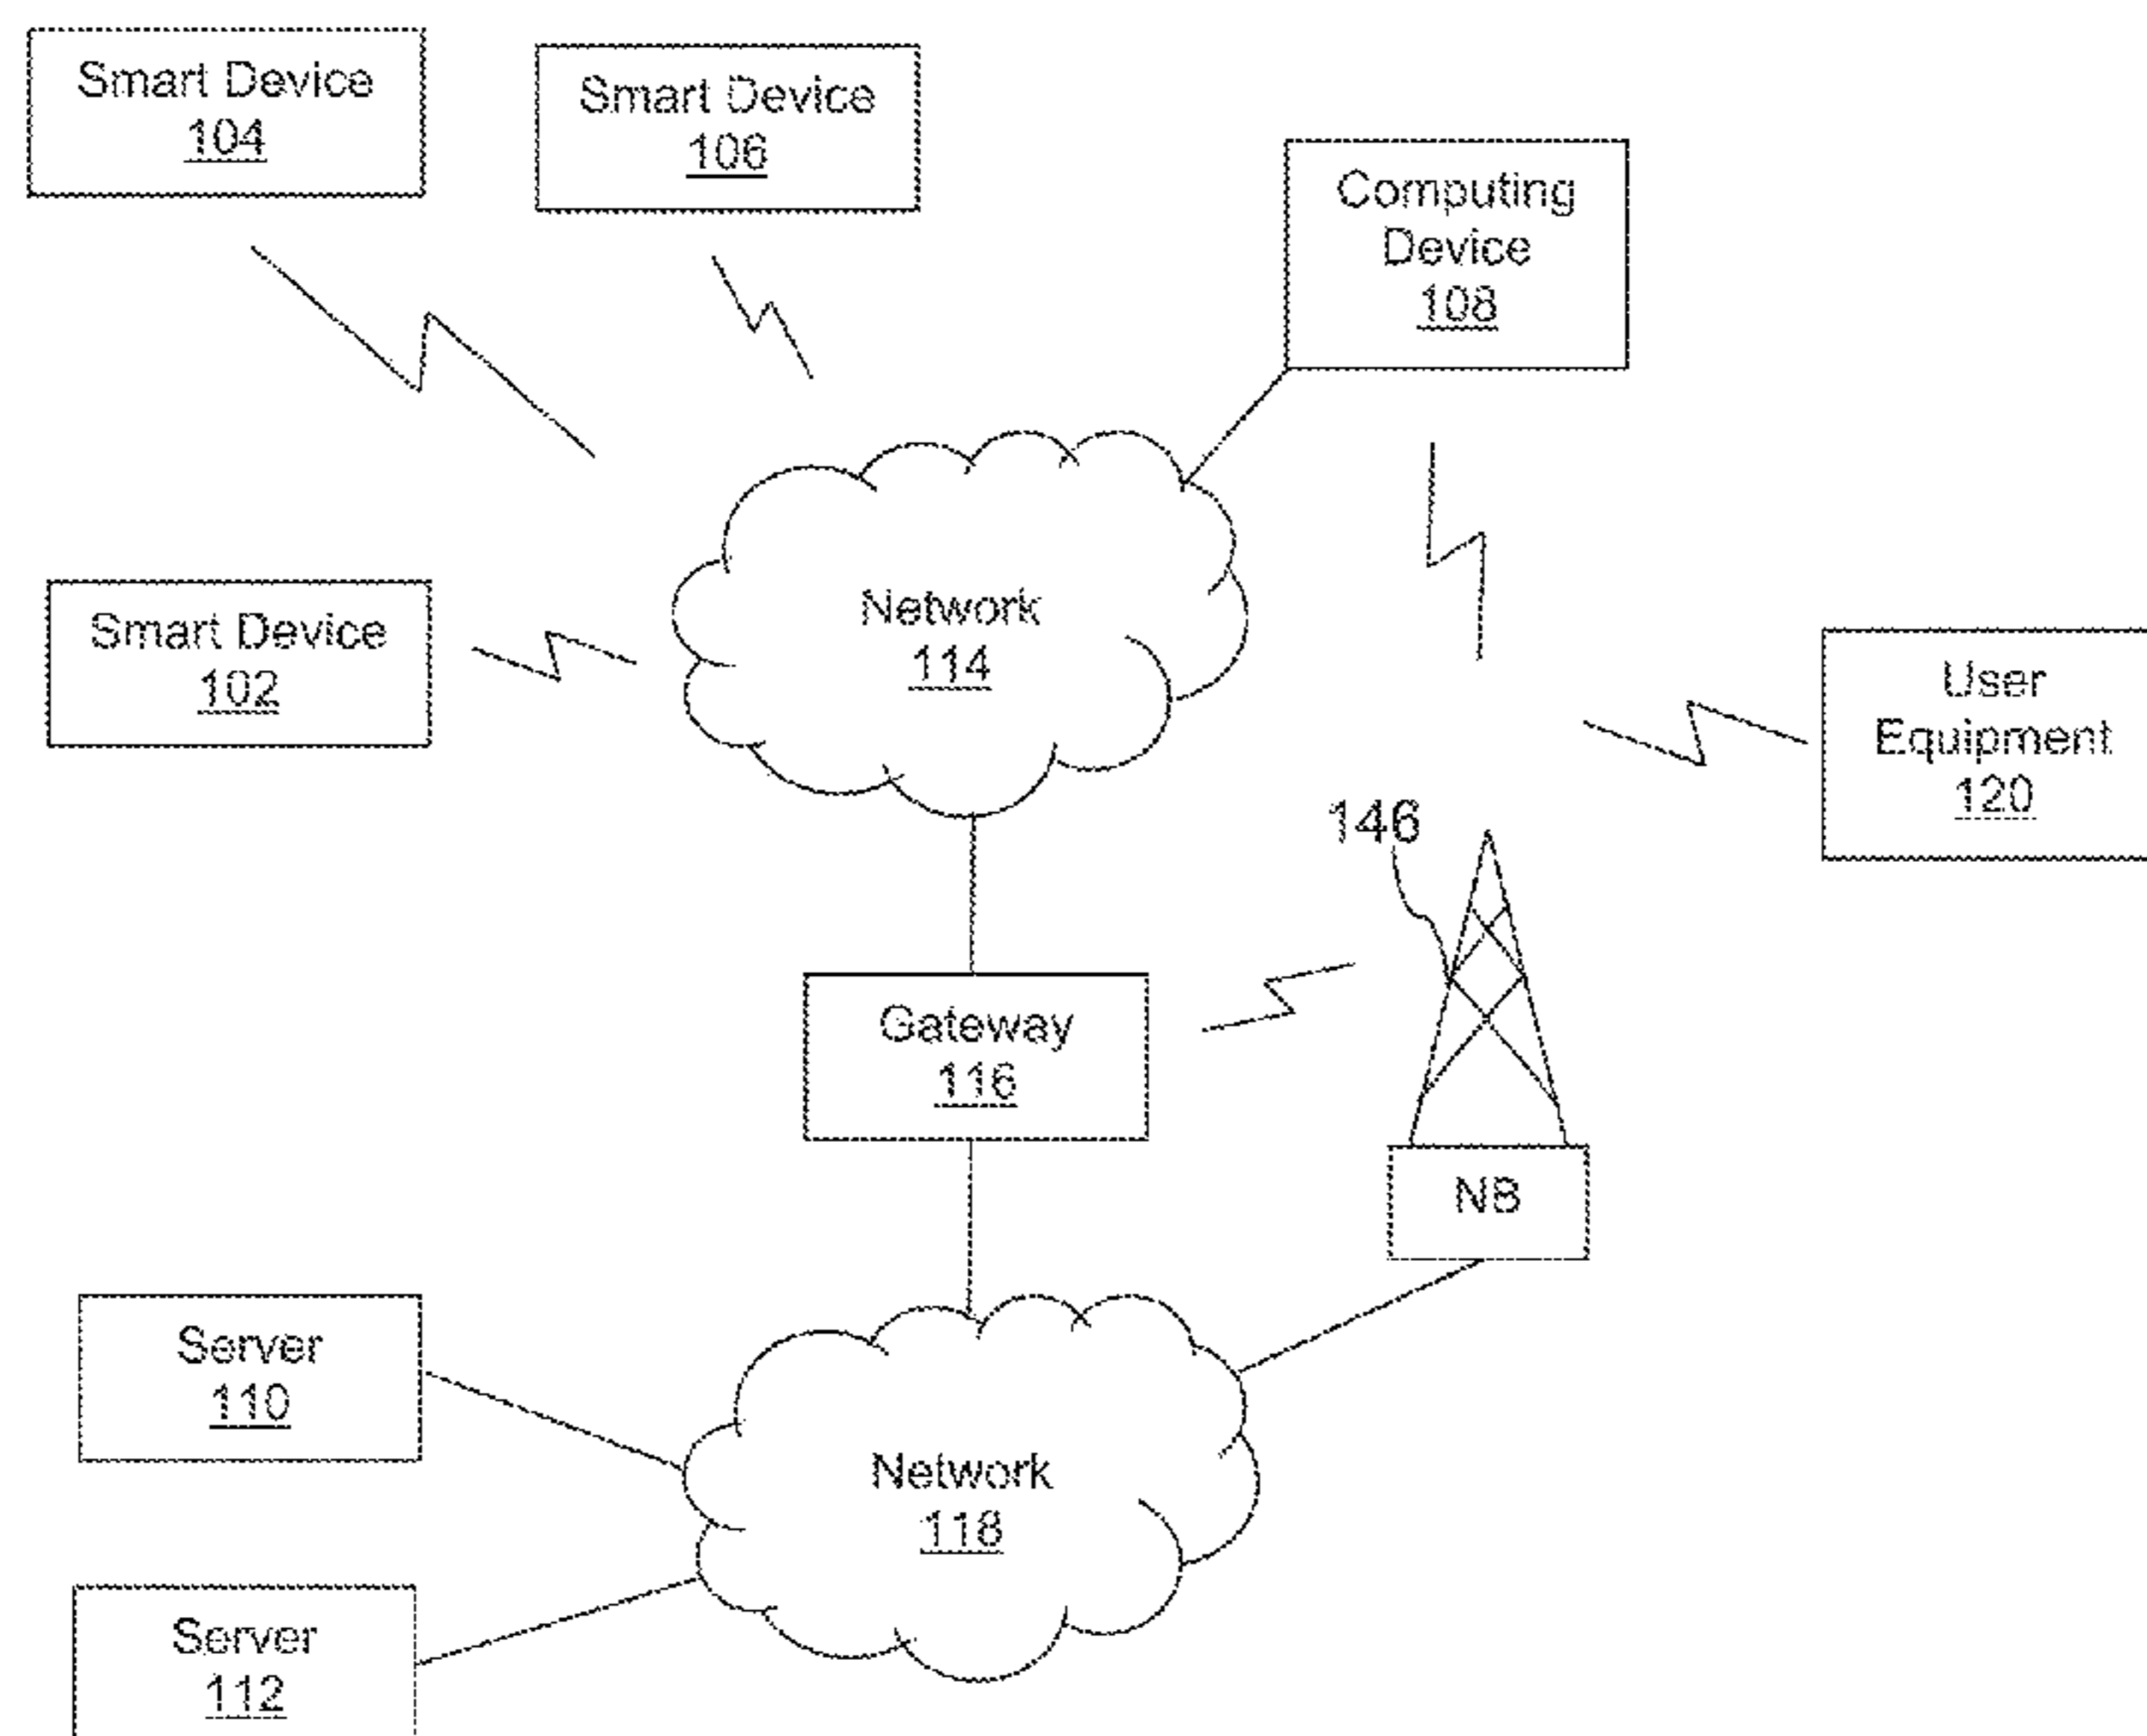 Smart Device
104
Smart Device
106
Computing
Device
108
Network
114
Smart Device
102
User
Equipment
120
146
Gateway
116
NB
Server
110
Network
118
Server
112